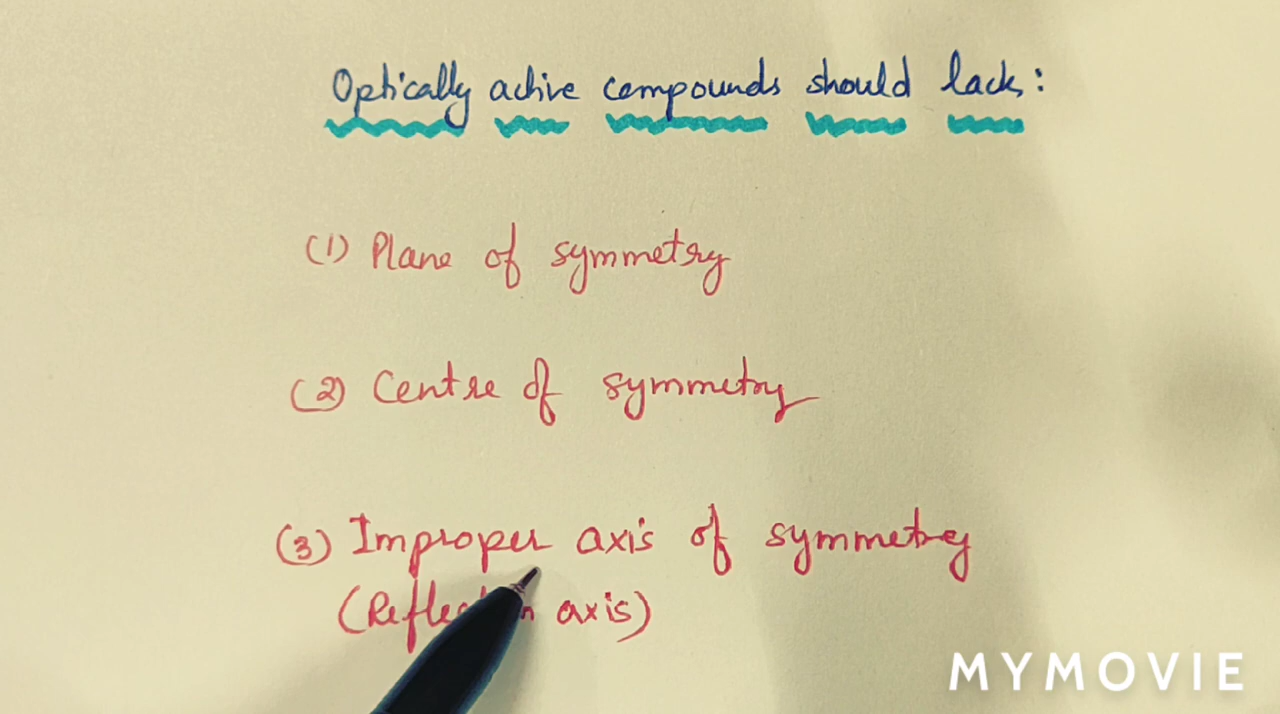 Optically active compounds should lack:
(1) Plane of symmetry
(2) Centre of symmetry
(3) Improper axis of symmetry
(axis)
MYMOVIE